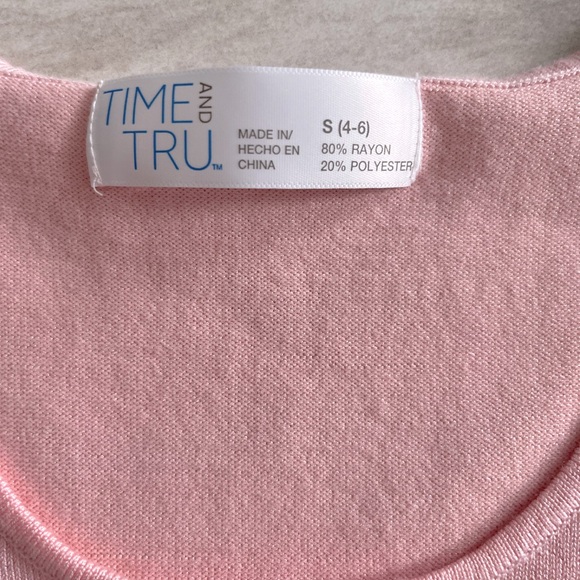 TIME AND
TRU™
MADE IN/
HECHO EN
CHINA
S (4-6)
80% RAYON
20% POLYESTER